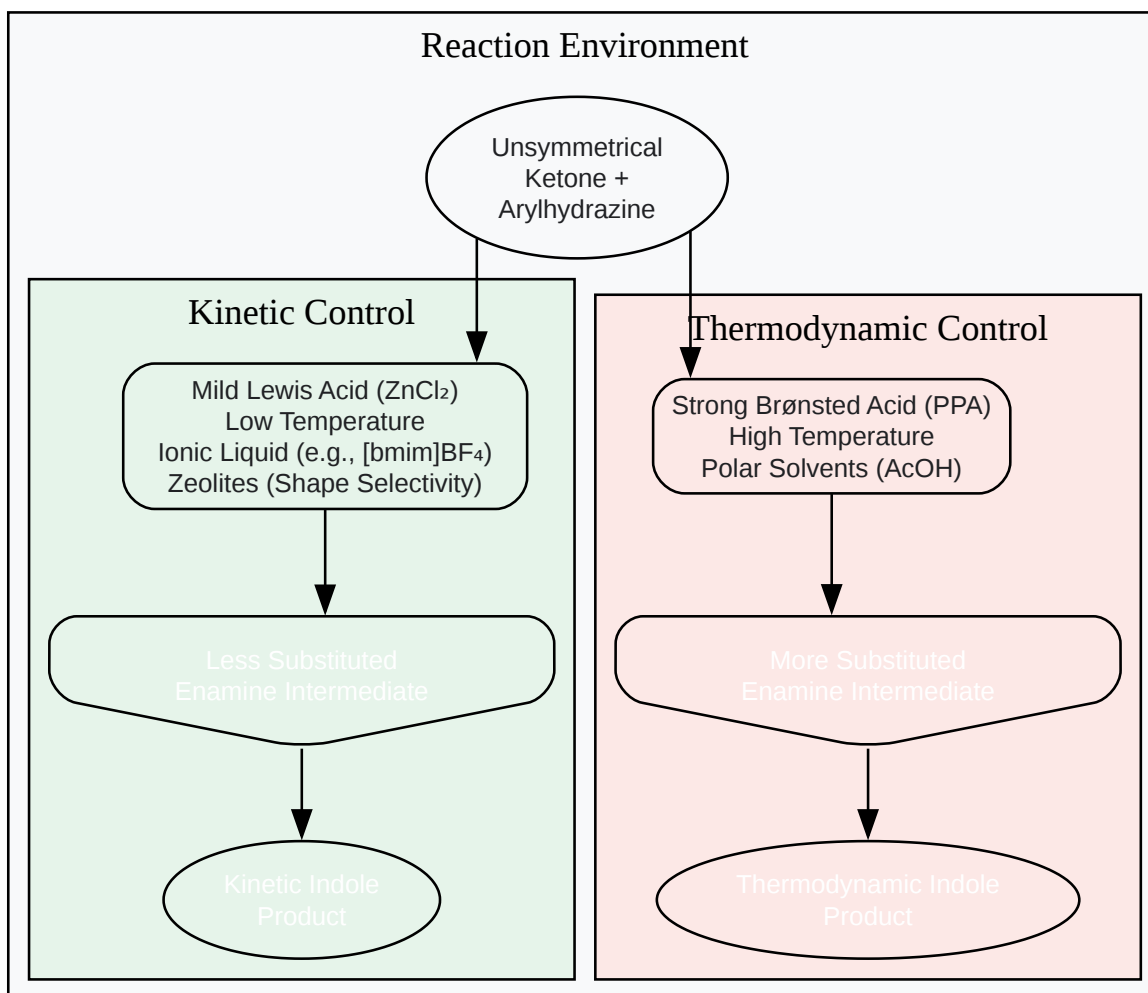 Reaction Environment
Unsymmetrical
Ketone +
Arylhydrazine
Kinetic Control
Mild Lewis Acid (ZnCl₂)
Low Temperature
Ionic Liquid (e.g., [bmim]BF₄)
Zeolites (Shape Selectivity)
Less Substituted
Enamine Intermediate
Kinetic Indole
Product
Thermodynamic Control
Strong Brønsted Acid (PPA)
High Temperature
Polar Solvents (AcOH)
More Substituted
Enamine Intermediate
Thermodynamic Indole
Product